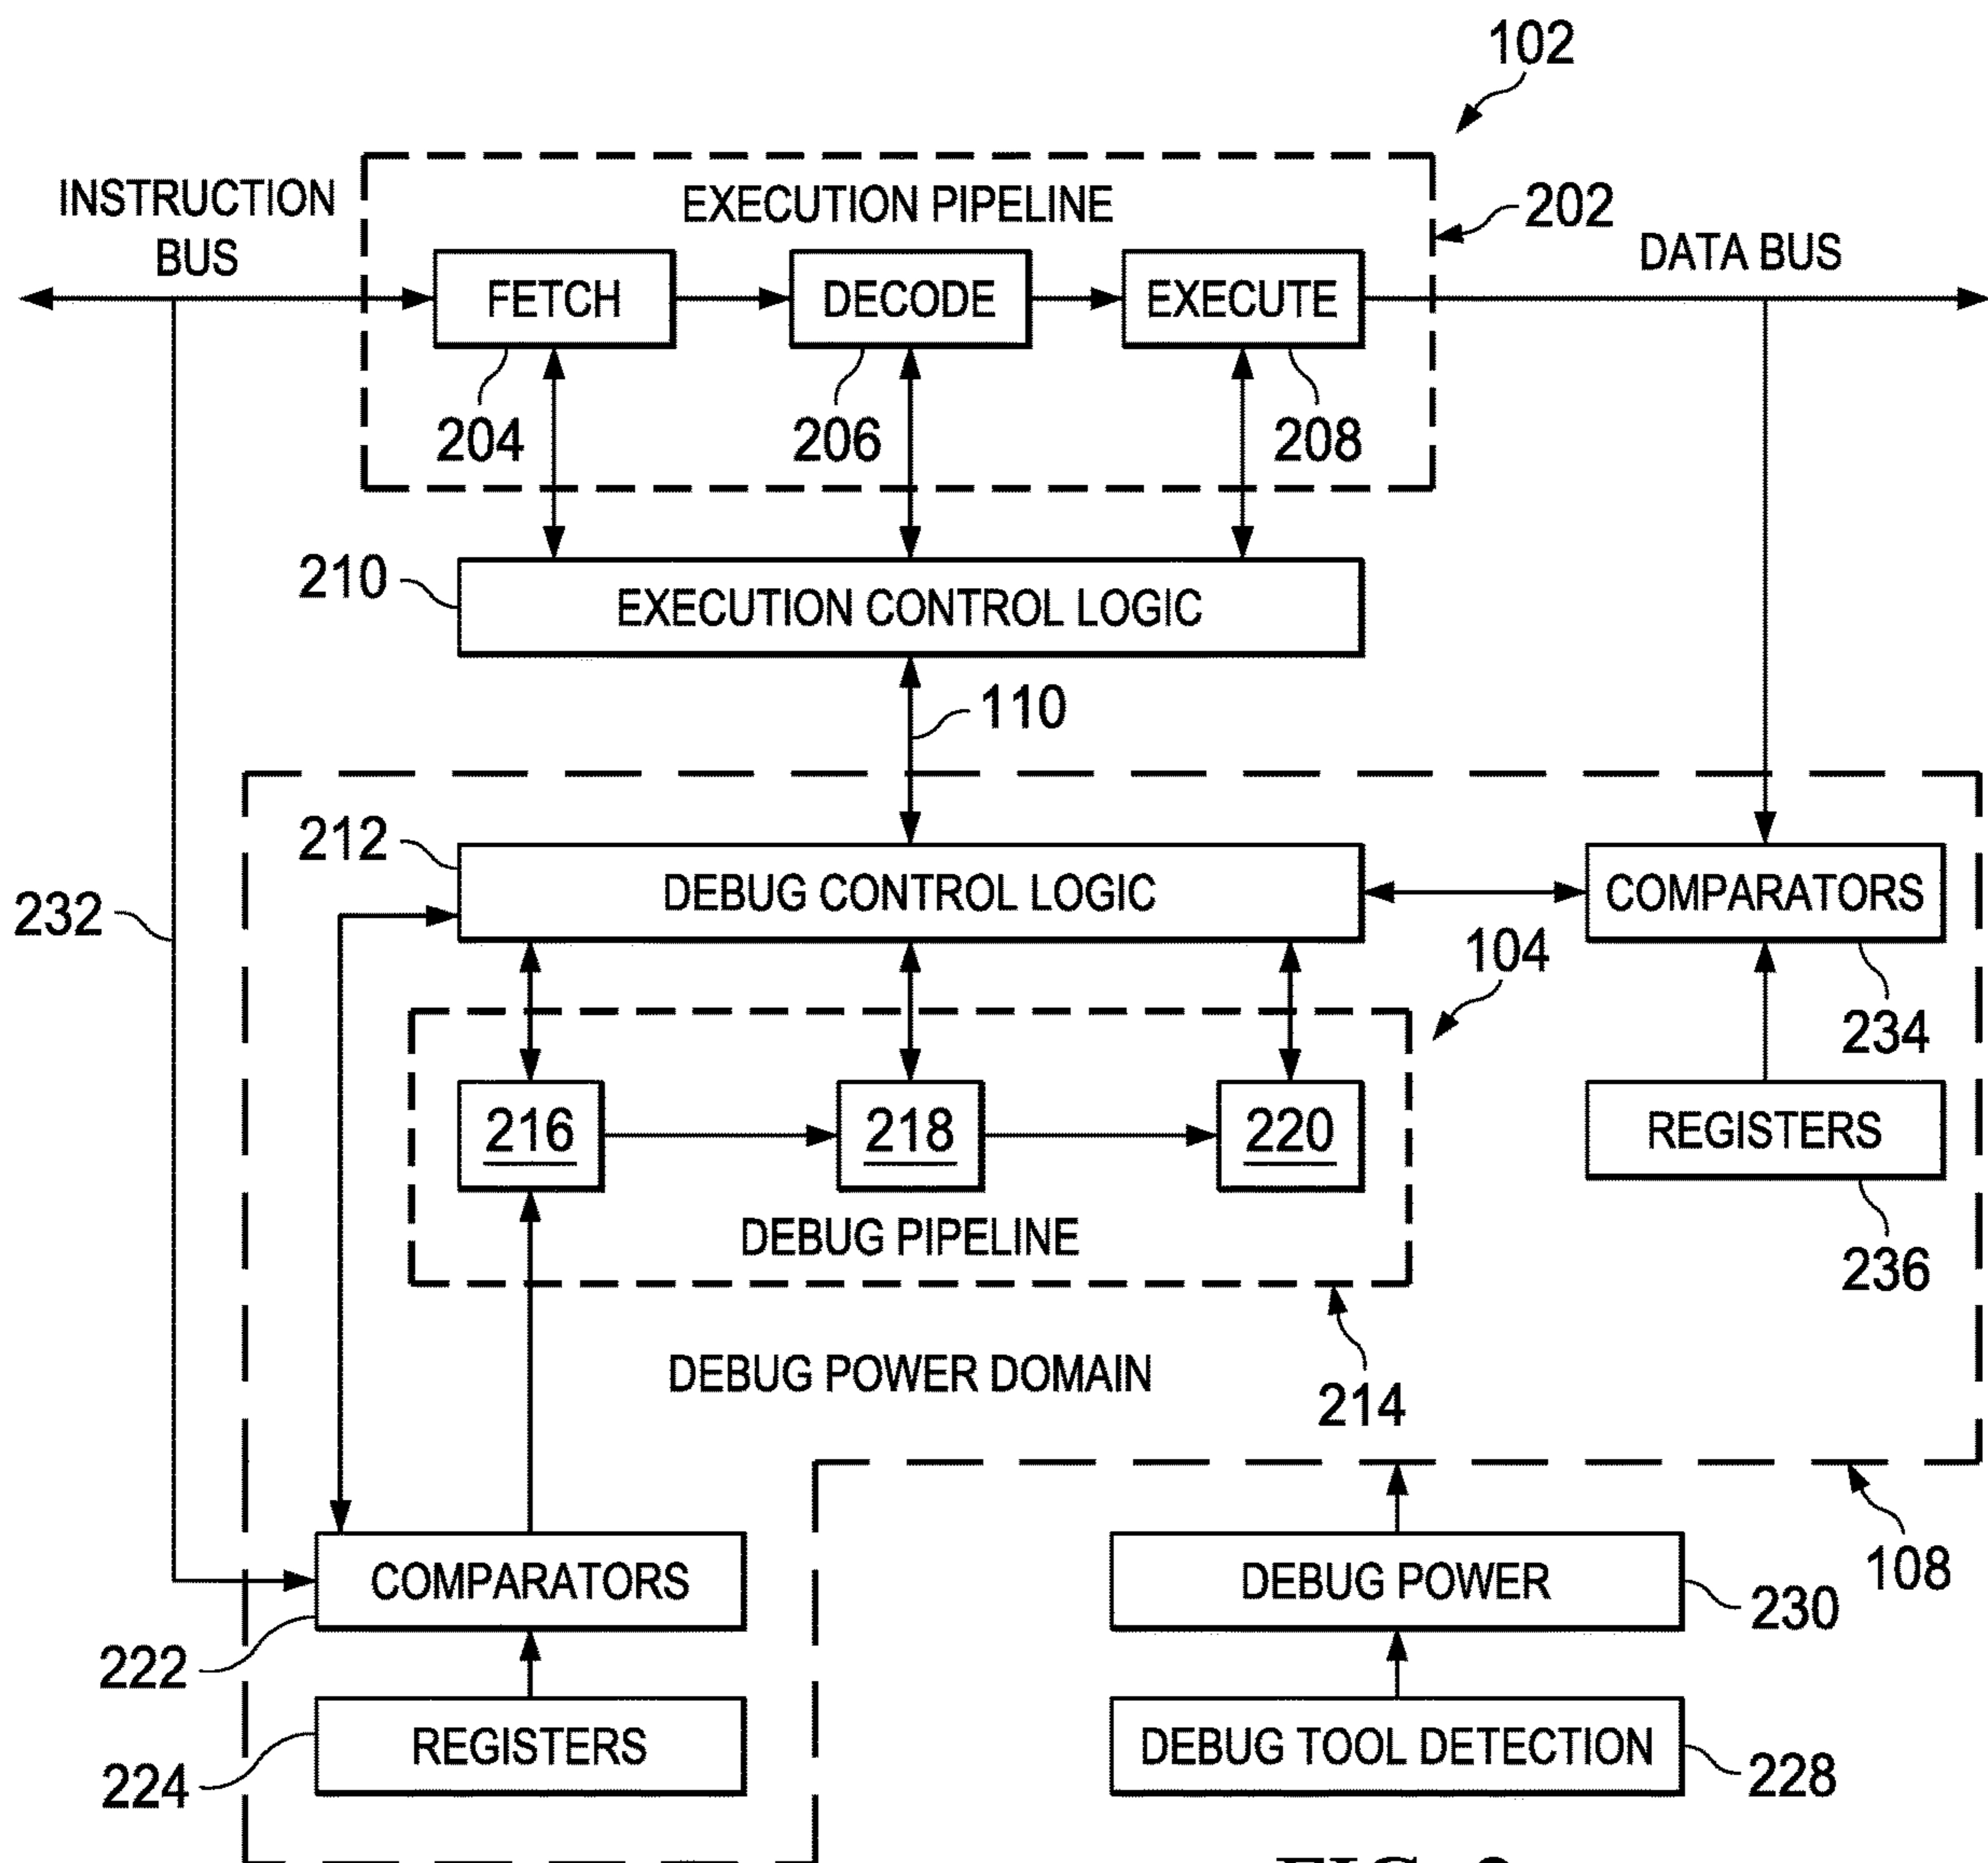 102
INSTRUCTION
BUS
EXECUTION PIPELINE
202
DATA BUS
FETCH
DECODE
EXECUTE
204
206
208
210
EXECUTION CONTROL LOGIC
110
212
DEBUG CONTROL LOGIC
COMPARATORS
232
104
234
216
218
220
REGISTERS
DEBUG PIPELINE
236
DEBUG POWER DOMAIN
214
COMPARATORS
DEBUG POWER
108
230
222
REGISTERS
DEBUG TOOL DETECTION
224
228